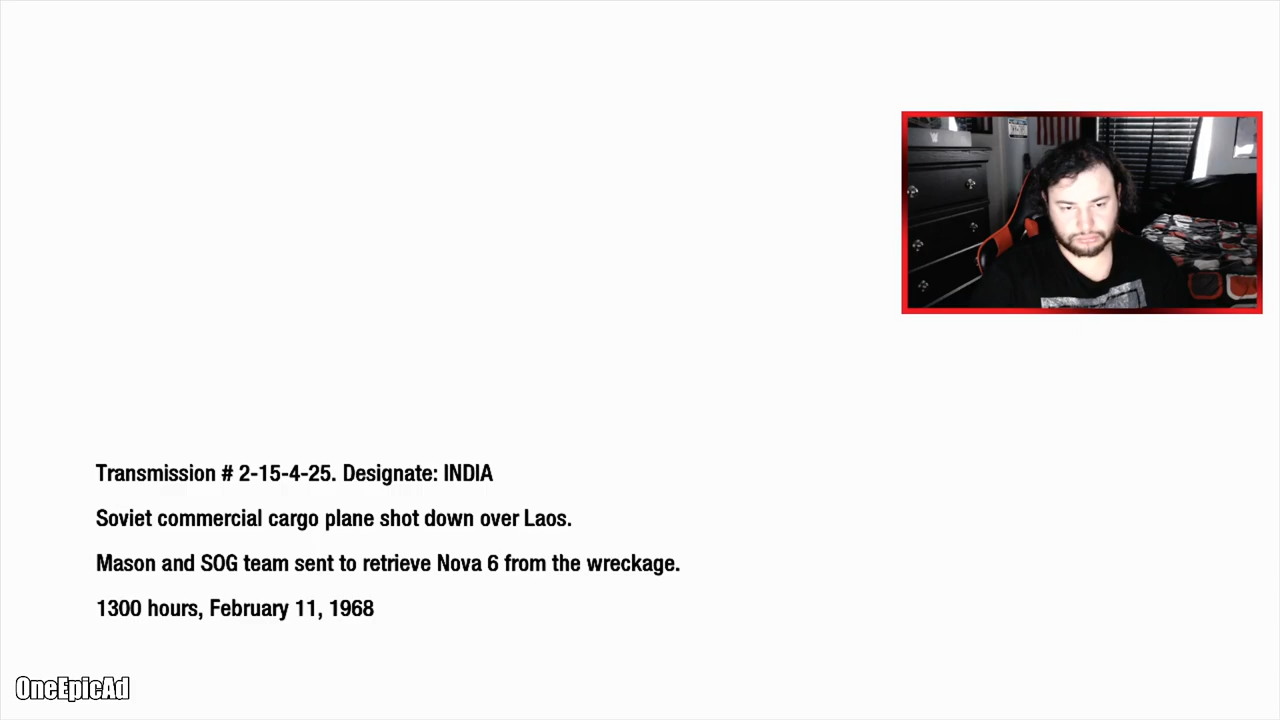 Transmission # 2-15-4-25. Designate: INDIA
Soviet commercial cargo plane shot down over Laos.
Mason and SOG team sent to retrieve Nova 6 from the wreckage.
1300 hours, February 11, 1968
OneEpicAd